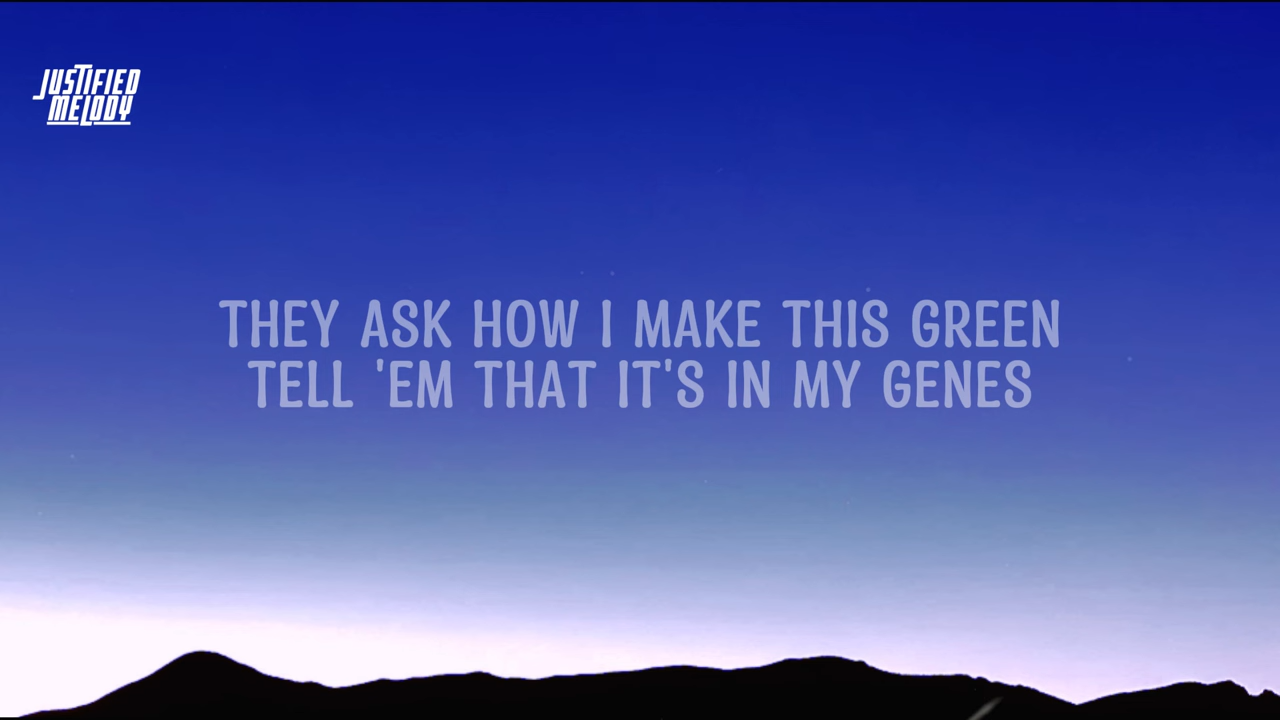 JUSTIFIED
MELODY
THEY ASK HOW I MAKE THIS GREEN
TELL 'EM THAT IT'S IN MY GENES